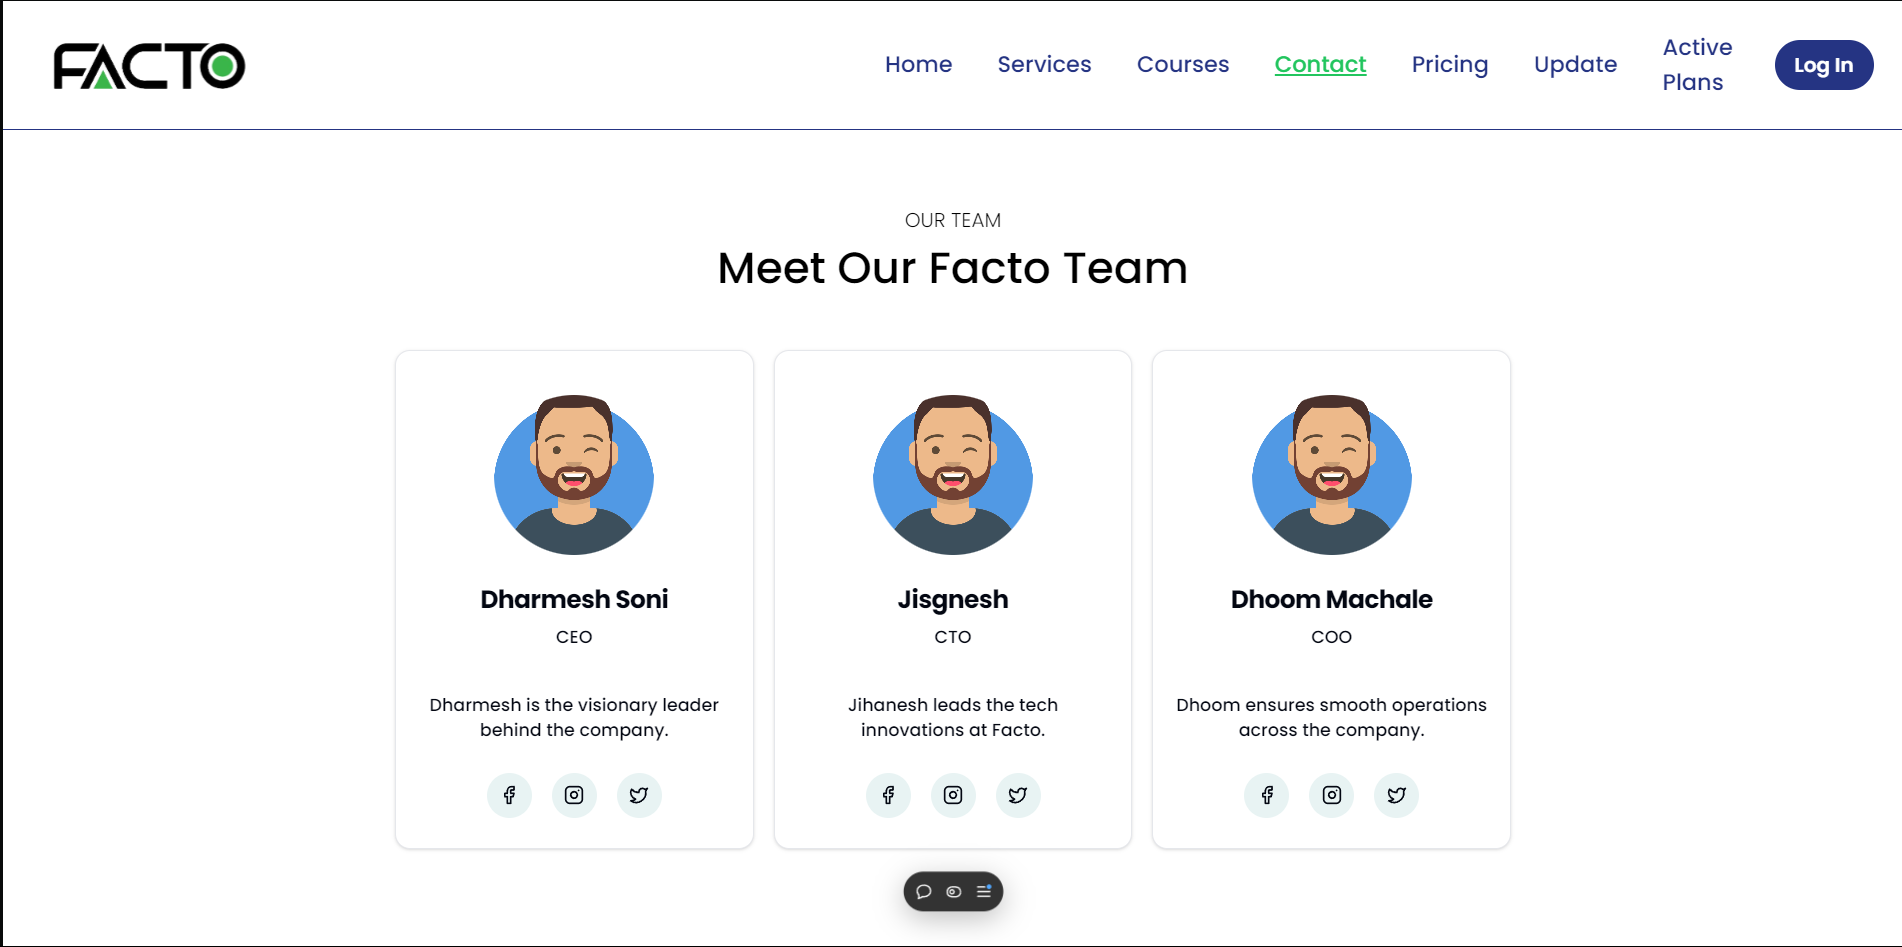 FACTO
Home Services Courses Contact Pricing Update Active Plans Log In
OUR TEAM
Meet Our Facto Team
Dharmesh Soni
CEO
Dharmesh is the visionary leader
behind the company.
Jisgnesh
CTO
Jihanesh leads the tech
innovations at Facto.
Dhoom Machale
COO
Dhoom ensures smooth operations
across the company.